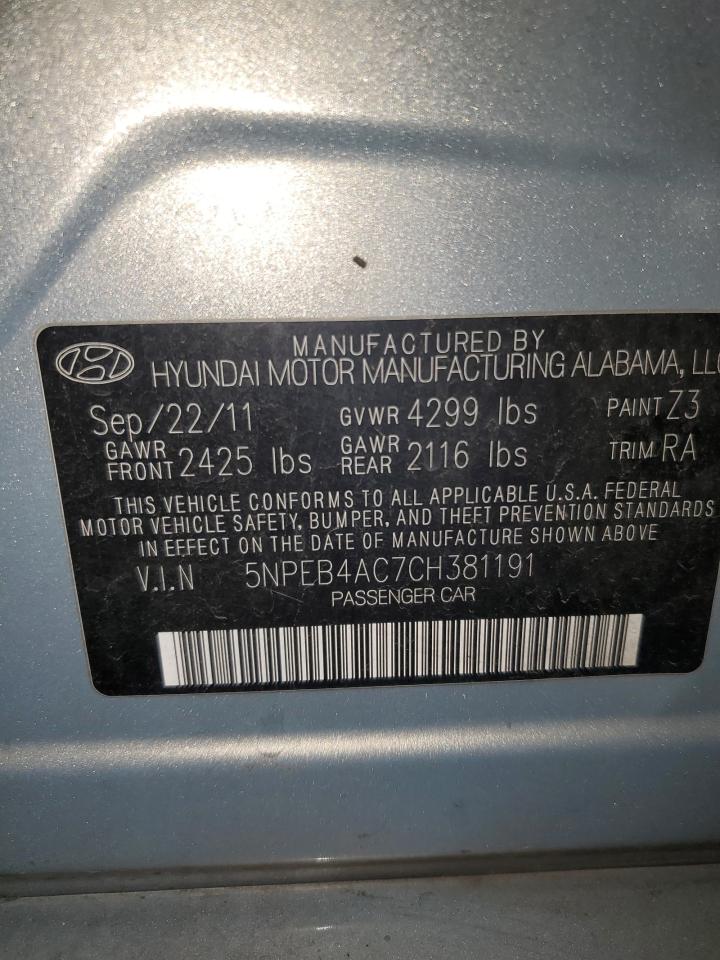 MANUFACTURED BY
HYUNDAI MOTOR MANUFACTURING ALABAMA, LLC
Sep/22/11 GVWR 4299 lbs PAINT Z3
GAWR FRONT 2425 lbs GAWR REAR 2116 lbs TRIM RA
THIS VEHICLE CONFORMS TO ALL APPLICABLE U.S.A. FEDERAL
MOTOR VEHICLE SAFETY, BUMPER, AND THEFT PREVENTION STANDARDS
IN EFFECT ON THE DATE OF MANUFACTURE SHOWN ABOVE
V.I.N 5NPEB4AC7CH381191
PASSENGER CAR